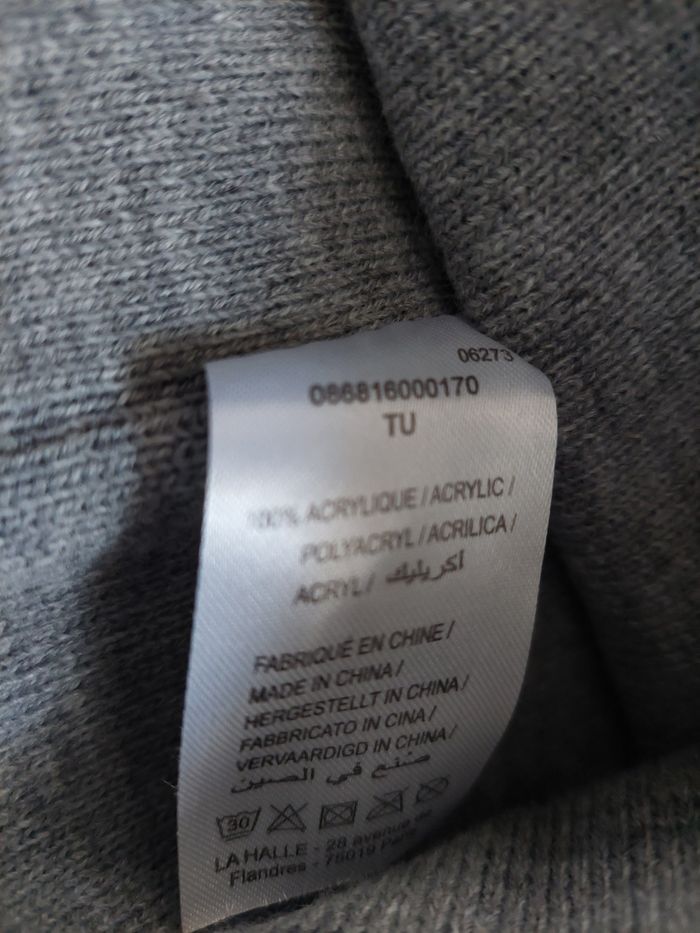 06273
086816000170
TU
100% ACRYLIQUE / ACRYLIC /
POLYACRYL / ACRILICA /
ACRYL / اكريليك
FABRIQUÉ EN CHINE /
MADE IN CHINA /
HERGESTELLT IN CHINA /
FABBRICATO IN CINA /
VERVAARDIGD IN CHINA /
صنع في الصين
30
LA HALLE - 28 avenue de
Flandres - 75019 Paris